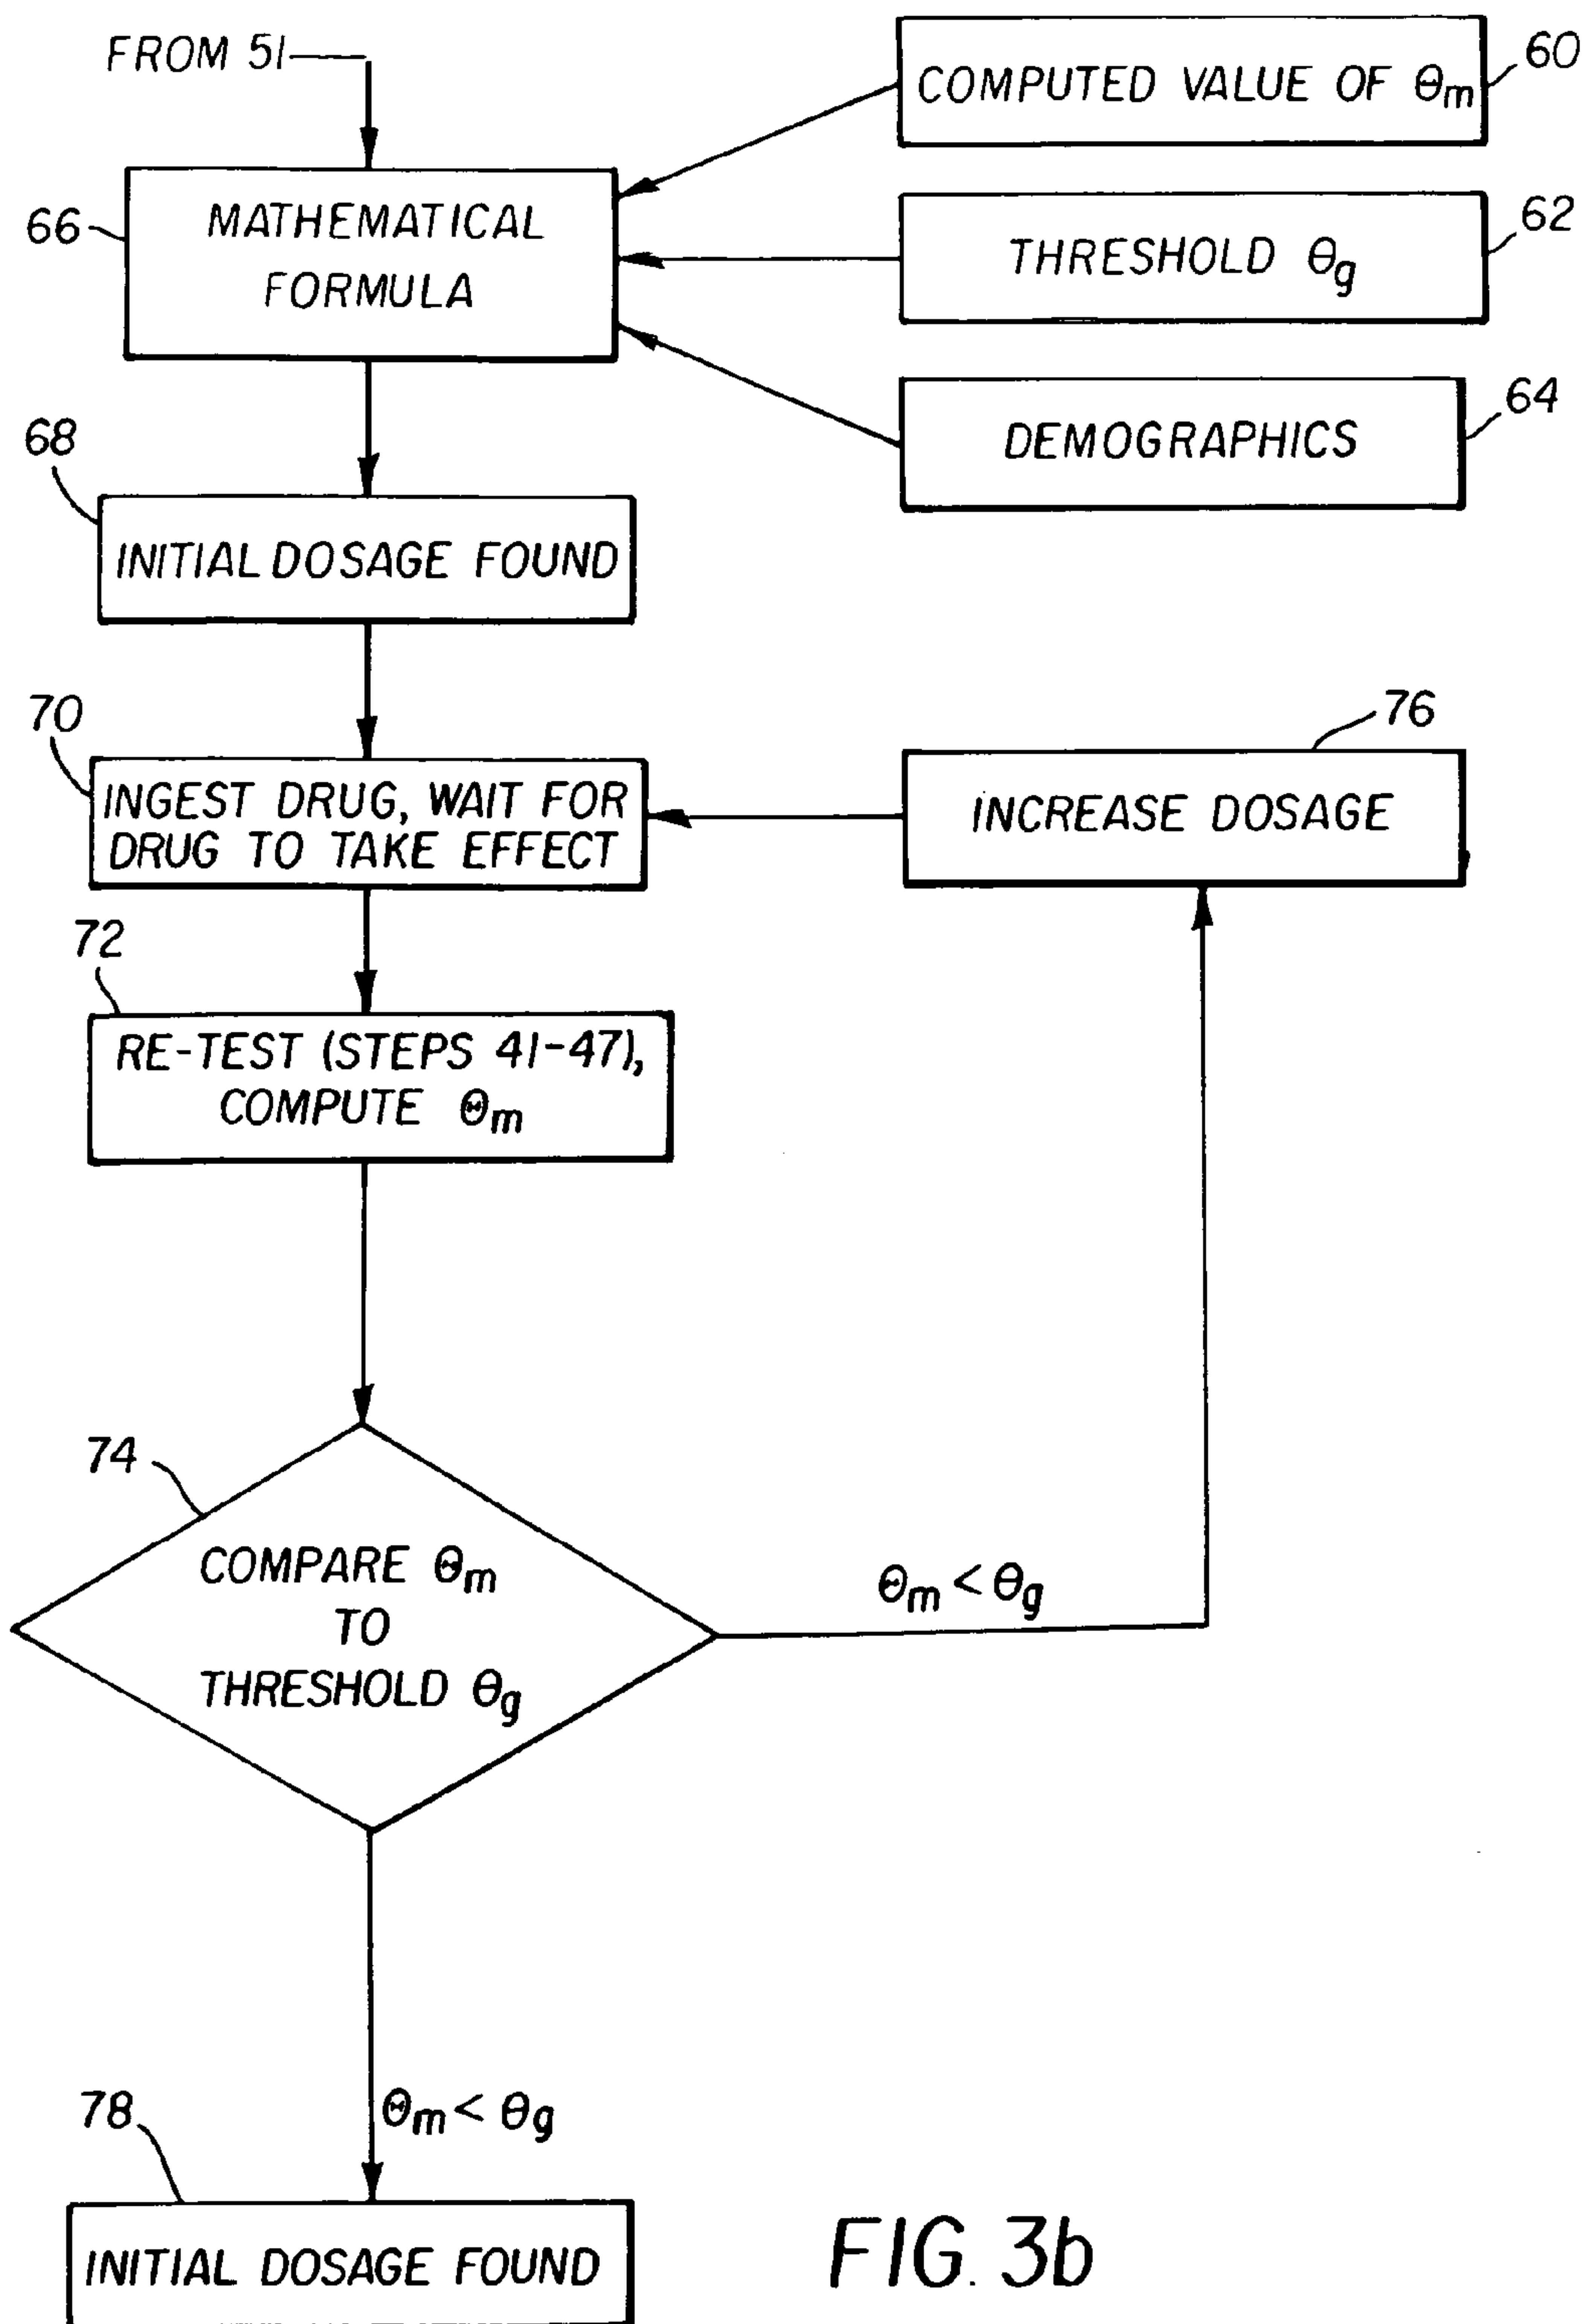 FROM 51
COMPUTED VALUE OF Θm
60
66
MATHEMATICAL
FORMULA
THRESHOLD θg
62
DEMOGRAPHICS
64
68
INITIAL DOSAGE FOUND
70
INGEST DRUG, WAIT FOR
DRUG TO TAKE EFFECT
76
INCREASE DOSAGE
72
RE-TEST (STEPS 41-47),
COMPUTE Θm
74
COMPARE Θm
TO
THRESHOLD θg
Θm < θg
Θm < θg
78
INITIAL DOSAGE FOUND
FIG. 3b